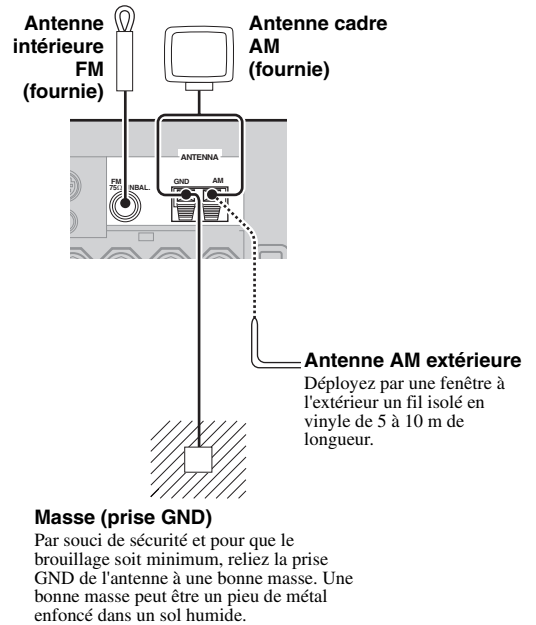 Antenne
intérieure
FM
(fournie)
Antenne cadre
AM
(fournie)
ANTENNA
GND AM
FM
75Ω UNBAL.
Antenne AM extérieure
Déployez par une fenêtre à
l'extérieur un fil isolé en
vinyle de 5 à 10 m de
longueur.
Masse (prise GND)
Par souci de sécurité et pour que le
brouillage soit minimum, reliez la prise
GND de l'antenne à une bonne masse. Une
bonne masse peut être un pieu de métal
enfoncé dans un sol humide.